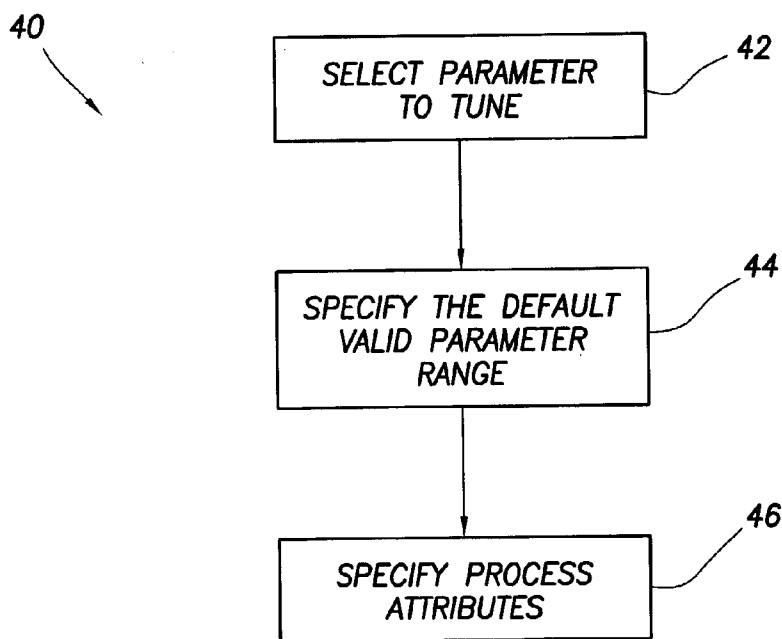 40
SELECT PARAMETER
TO TUNE
42
SPECIFY THE DEFAULT
VALID PARAMETER
RANGE
44
SPECIFY PROCESS
ATTRIBUTES
46